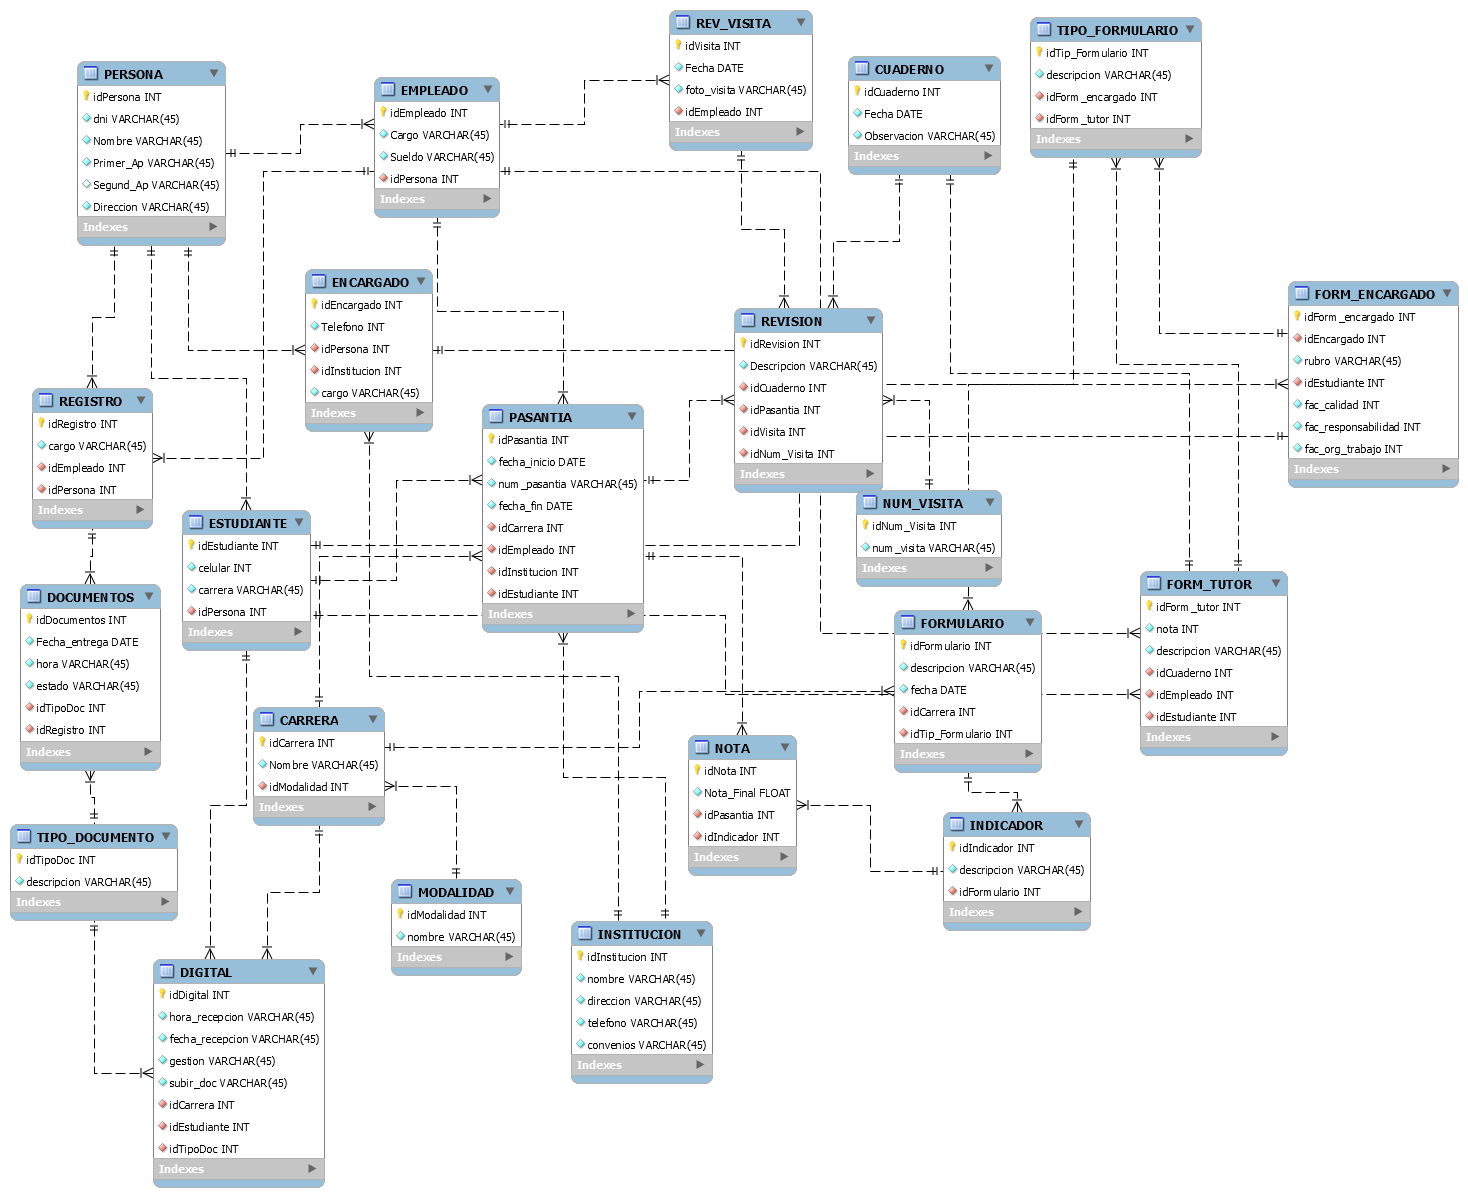 PERSONA
idPersona INT
dni VARCHAR(45)
Nombre VARCHAR(45)
Primer_Ap VARCHAR(45)
Segund_Ap VARCHAR(45)
Direccion VARCHAR(45)
Indexes
EMPLEADO
idEmpleado INT
Cargo VARCHAR(45)
Sueldo VARCHAR(45)
idPersona INT
Indexes
REV_VISITA
idVisita INT
Fecha DATE
foto_visita VARCHAR(45)
idEmpleado INT
Indexes
CUADERNO
idCuaderno INT
Fecha DATE
Observacion VARCHAR(45)
Indexes
TIPO_FORMULARIO
idTip_Formulario INT
descripcion VARCHAR(45)
idForm_encargado INT
idForm_tutor INT
Indexes
ENCARGADO
idEncargado INT
Telefono INT
idPersona INT
idInstitucion INT
cargo VARCHAR(45)
Indexes
REVISION
idRevision INT
Descripcion VARCHAR(45)
idCuaderno INT
idPasantia INT
idVisita INT
idNum_Visita INT
Indexes
FORM_ENCARGADO
idForm_encargado INT
idEncargado INT
rubro VARCHAR(45)
idEstudiante INT
fac_calidad INT
fac_responsabilidad INT
fac_org_trabajo INT
Indexes
REGISTRO
idRegistro INT
cargo VARCHAR(45)
idEmpleado INT
idPersona INT
Indexes
PASANTIA
idPasantia INT
fecha_inicio DATE
num_pasantia VARCHAR(45)
fecha_fin DATE
idCarrera INT
idEmpleado INT
idInstitucion INT
idEstudiante INT
Indexes
ESTUDIANTE
idEstudiante INT
celular INT
carrera VARCHAR(45)
idPersona INT
Indexes
NUM_VISITA
idNum_Visita INT
num_visita VARCHAR(45)
Indexes
DOCUMENTOS
idDocumentos INT
Fecha_entrega DATE
hora VARCHAR(45)
estado VARCHAR(45)
idTipoDoc INT
idRegistro INT
Indexes
FORMULARIO
idFormulario INT
descripcion VARCHAR(45)
fecha DATE
idCarrera INT
idTip_Formulario INT
Indexes
FORM_TUTOR
idForm_tutor INT
nota INT
descripcion VARCHAR(45)
idCuaderno INT
idEmpleado INT
idEstudiante INT
Indexes
CARRERA
idCarrera INT
Nombre VARCHAR(45)
idModalidad INT
Indexes
NOTA
idNota INT
Nota_Final FLOAT
idPasantia INT
idIndicador INT
Indexes
INDICADOR
idIndicador INT
descripcion VARCHAR(45)
idFormulario INT
Indexes
TIPO_DOCUMENTO
idTipoDoc INT
descripcion VARCHAR(45)
Indexes
MODALIDAD
idModalidad INT
nombre VARCHAR(45)
Indexes
INSTITUCION
idInstitucion INT
nombre VARCHAR(45)
direccion VARCHAR(45)
telefono VARCHAR(45)
convenios VARCHAR(45)
Indexes
DIGITAL
idDigital INT
hora_recepcion VARCHAR(45)
fecha_recepcion VARCHAR(45)
gestion VARCHAR(45)
subir_doc VARCHAR(45)
idCarrera INT
idEstudiante INT
idTipoDoc INT
Indexes